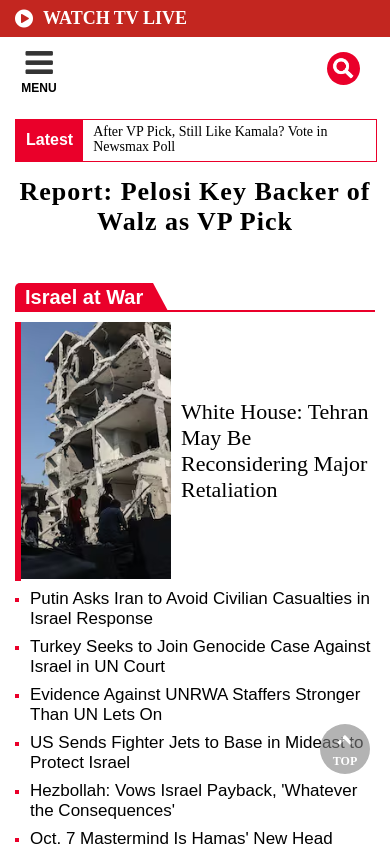 WATCH TV LIVE
MENU
Latest
After VP Pick, Still Like Kamala? Vote in
Newsmax Poll
Report: Pelosi Key Backer of
Walz as VP Pick
Israel at War
White House: Tehran
May Be
Reconsidering Major
Retaliation
Putin Asks Iran to Avoid Civilian Casualties in
Israel Response
Turkey Seeks to Join Genocide Case Against
Israel in UN Court
Evidence Against UNRWA Staffers Stronger
Than UN Lets On
US Sends Fighter Jets to Base in Mideast to
Protect Israel
TOP
Hezbollah: Vows Israel Payback, 'Whatever
the Consequences'
Oct. 7 Mastermind Is Hamas' New Head